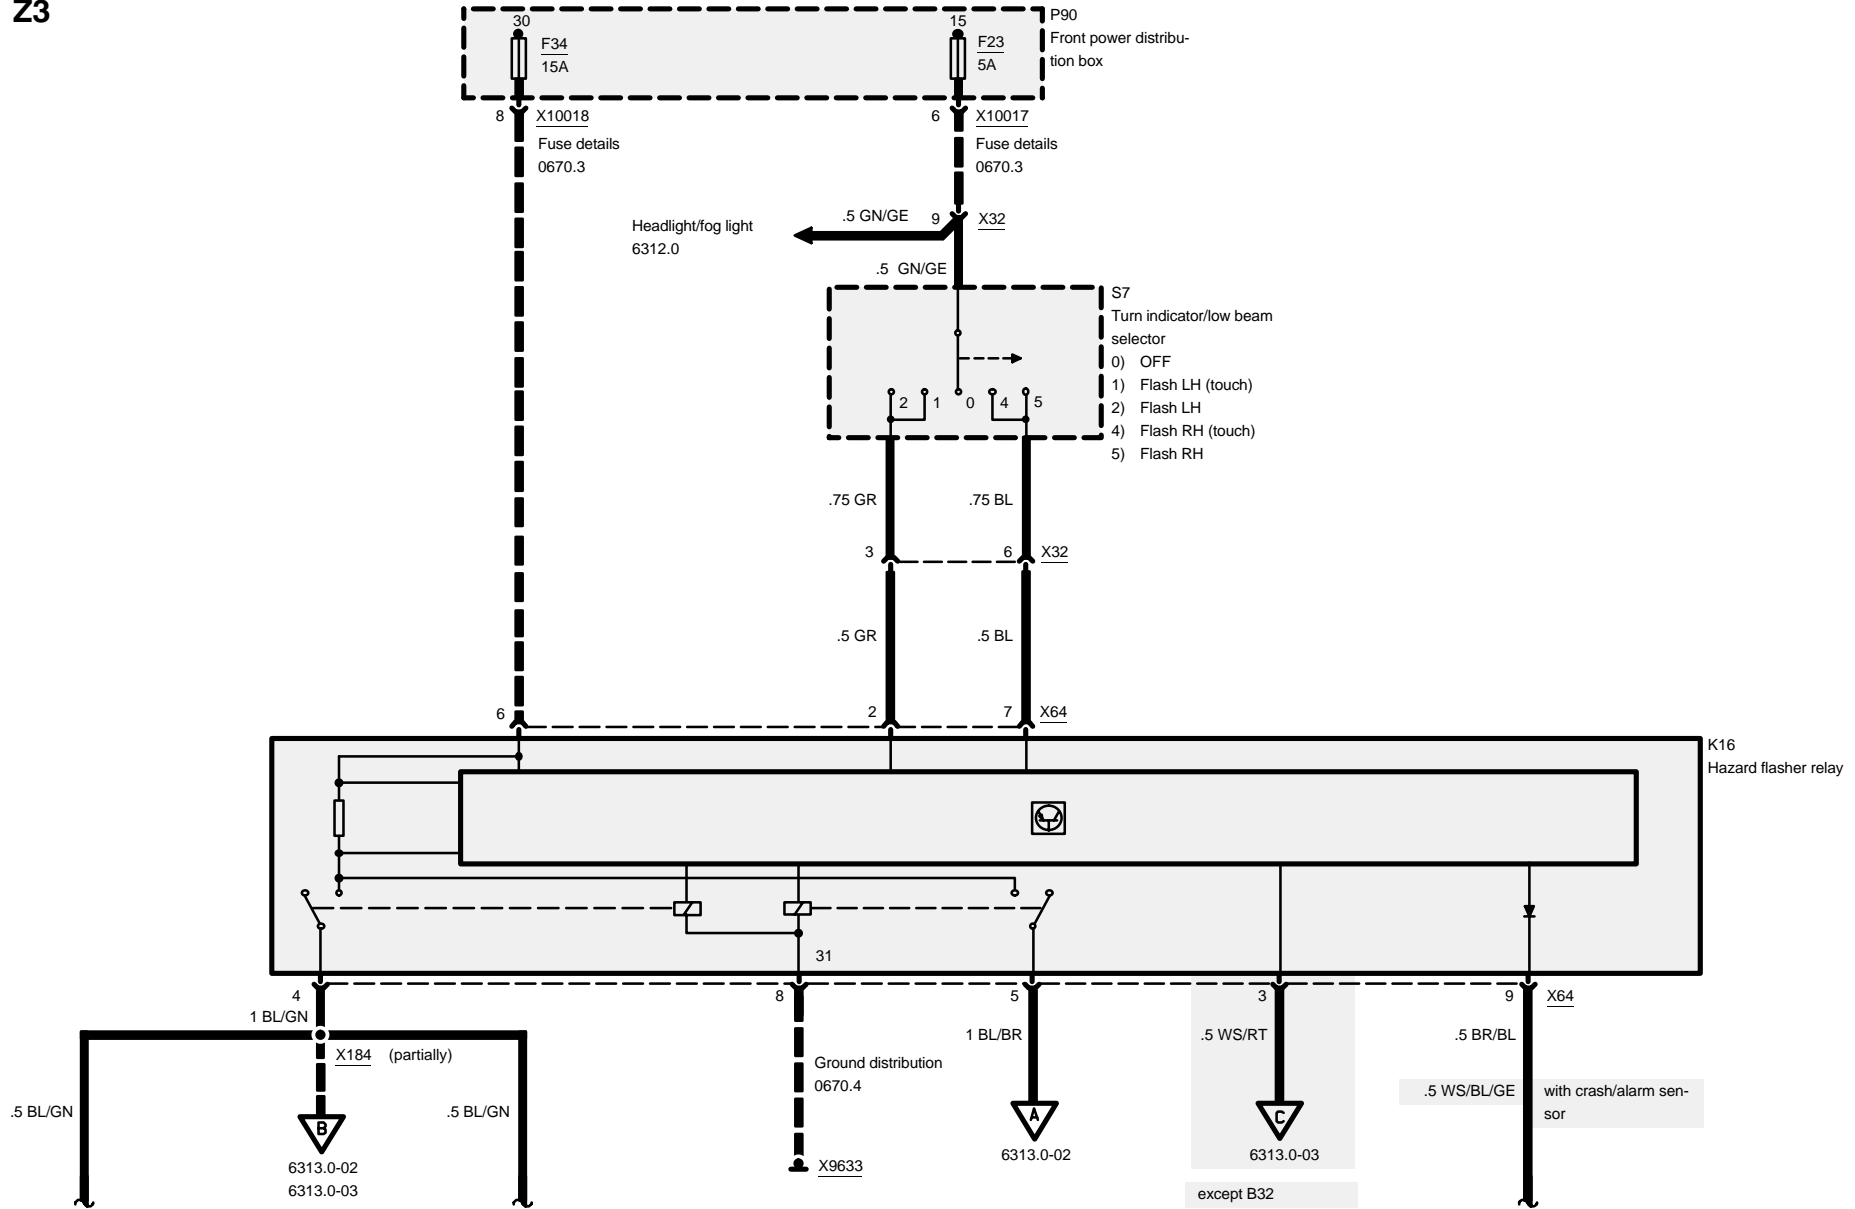 Z3
30
F34
15A
15
F23
5A
P90
Front power distribu-
tion box
8
X10018
Fuse details
0670.3
6
X10017
Fuse details
0670.3
Headlight/fog light
6312.0
.5 GN/GE
9
X32
.5 GN/GE
S7
Turn indicator/low beam
selector
0) OFF
1) Flash LH (touch)
2) Flash LH
4) Flash RH (touch)
5) Flash RH
2
1
0
4
5
.75 GR
.75 BL
3
6
X32
.5 GR
.5 BL
6
2
7
X64
K16
Hazard flasher relay
31
4
8
5
3
9
X64
1 BL/GN
X184 (partially)
.5 BL/GN
.5 BL/GN
B
6313.0-02
6313.0-03
Ground distribution
0670.4
X9633
1 BL/BR
A
6313.0-02
.5 WS/RT
C
6313.0-03
except B32
.5 BR/BL
.5 WS/BL/GE
with crash/alarm sen-
sor